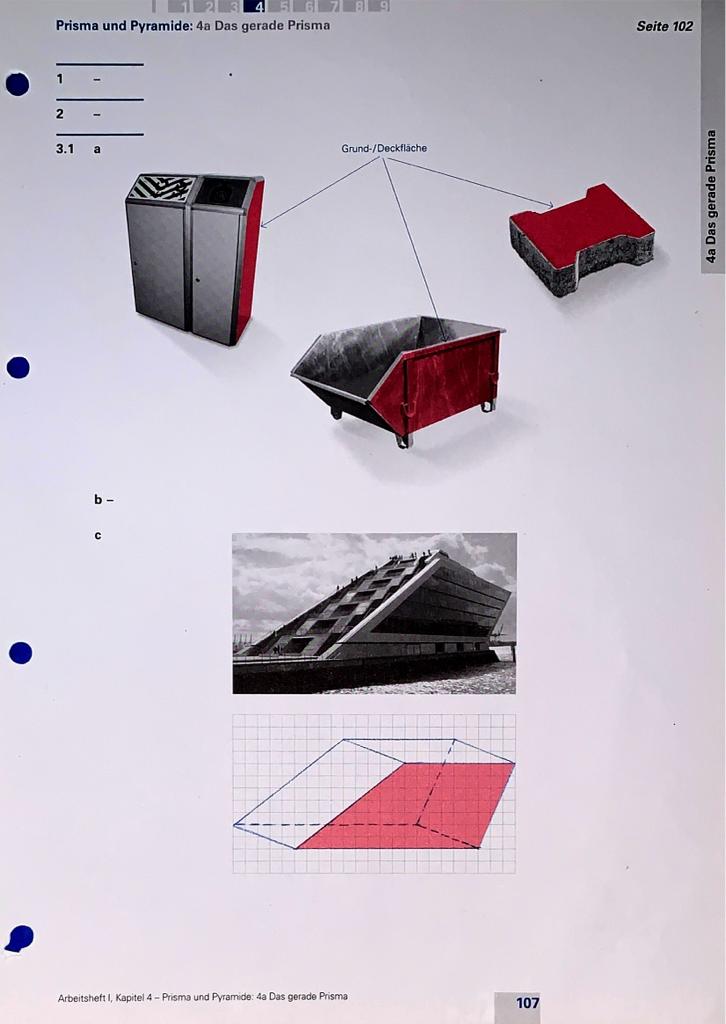 1 2 3 4 5 6 7 8 9
Prisma und Pyramide: 4a Das gerade Prisma
Seite 102
1 –
2 –
3.1 a
Grund-/Deckfläche
4a Das gerade Prisma
b –
c
Arbeitsheft I, Kapitel 4 – Prisma und Pyramide: 4a Das gerade Prisma
107